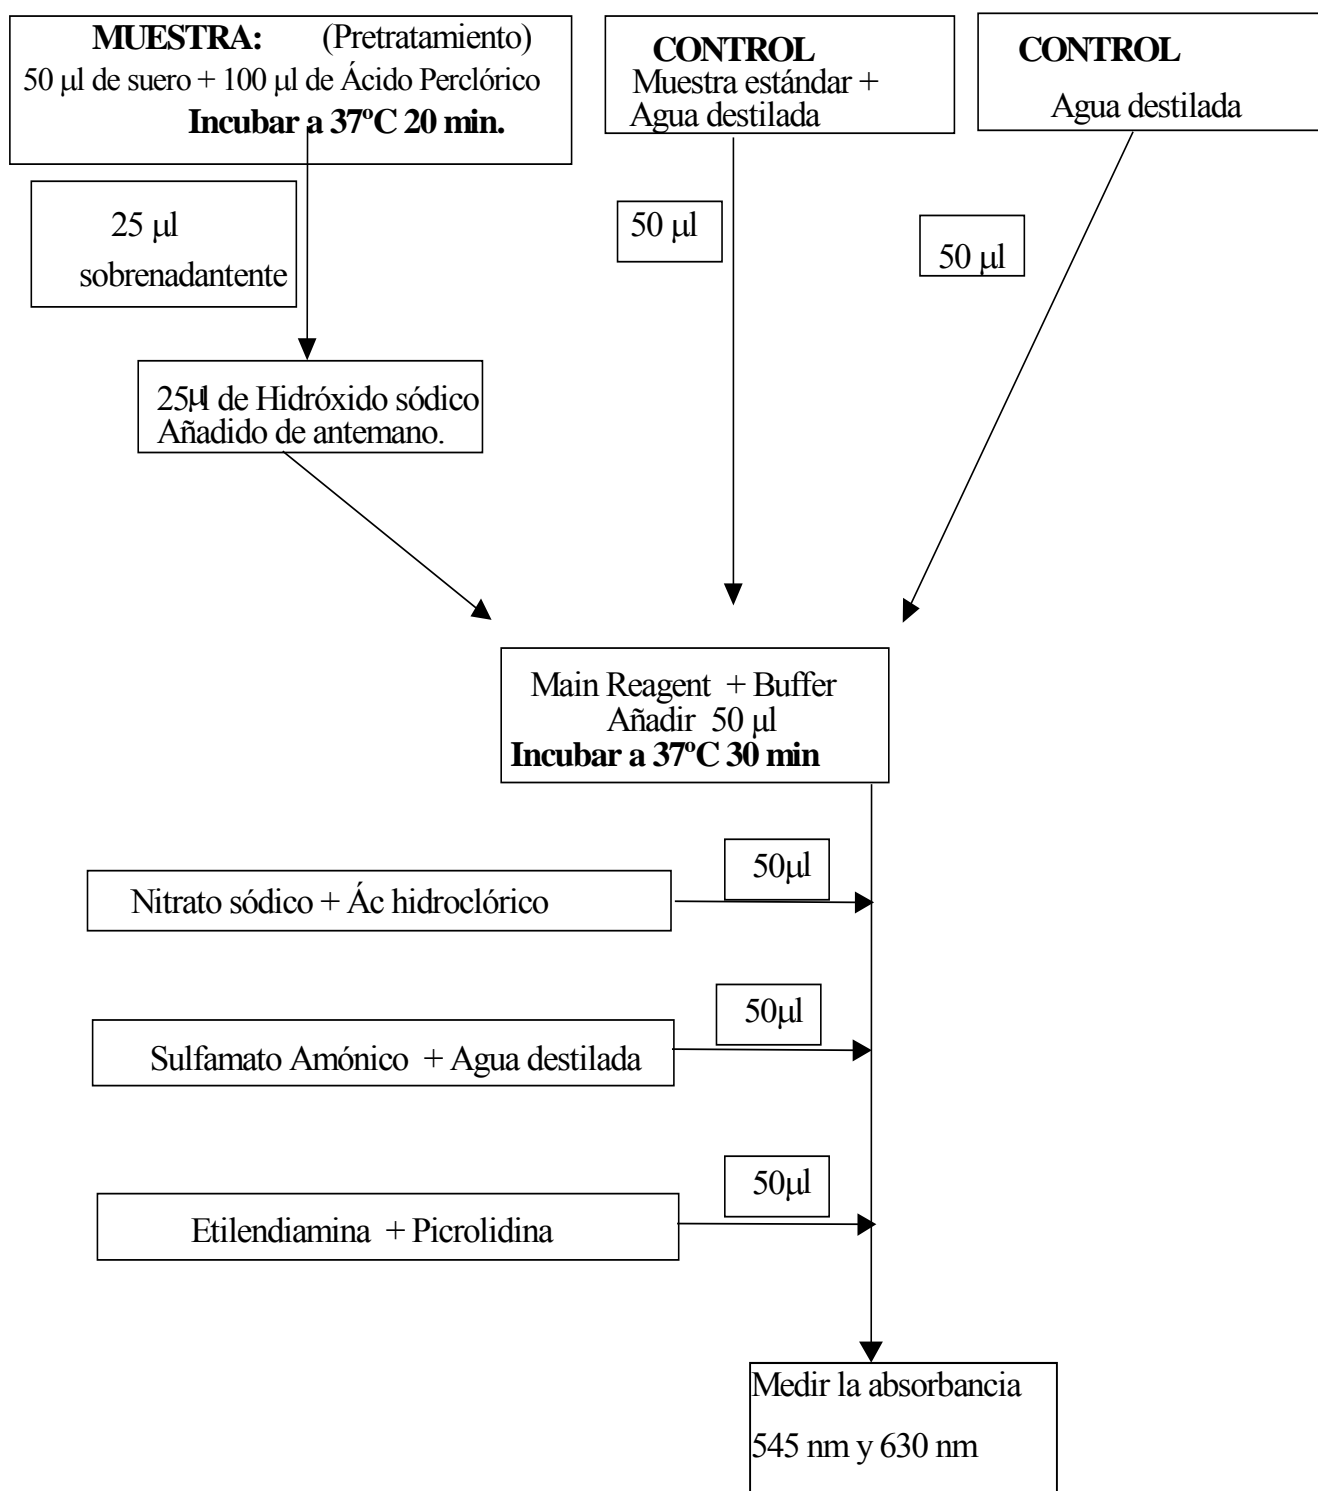 MUESTRA: (Pretratamiento)
50 µl de suero + 100 µl de Ácido Perclórico
Incubar a 37ºC 20 min.
CONTROL
Muestra estándar +
Agua destilada
CONTROL
Agua destilada
25 µl
sobrenadantente
50 µl
50 µl
25µl de Hidróxido sódico
Añadido de antemano.
Main Reagent + Buffer
Añadir 50 µl
Incubar a 37ºC 30 min
50µl
Nitrato sódico + Ác hidroclórico
50µl
Sulfamato Amónico + Agua destilada
50µl
Etilendiamina + Picrolidina
Medir la absorbancia
545 nm y 630 nm